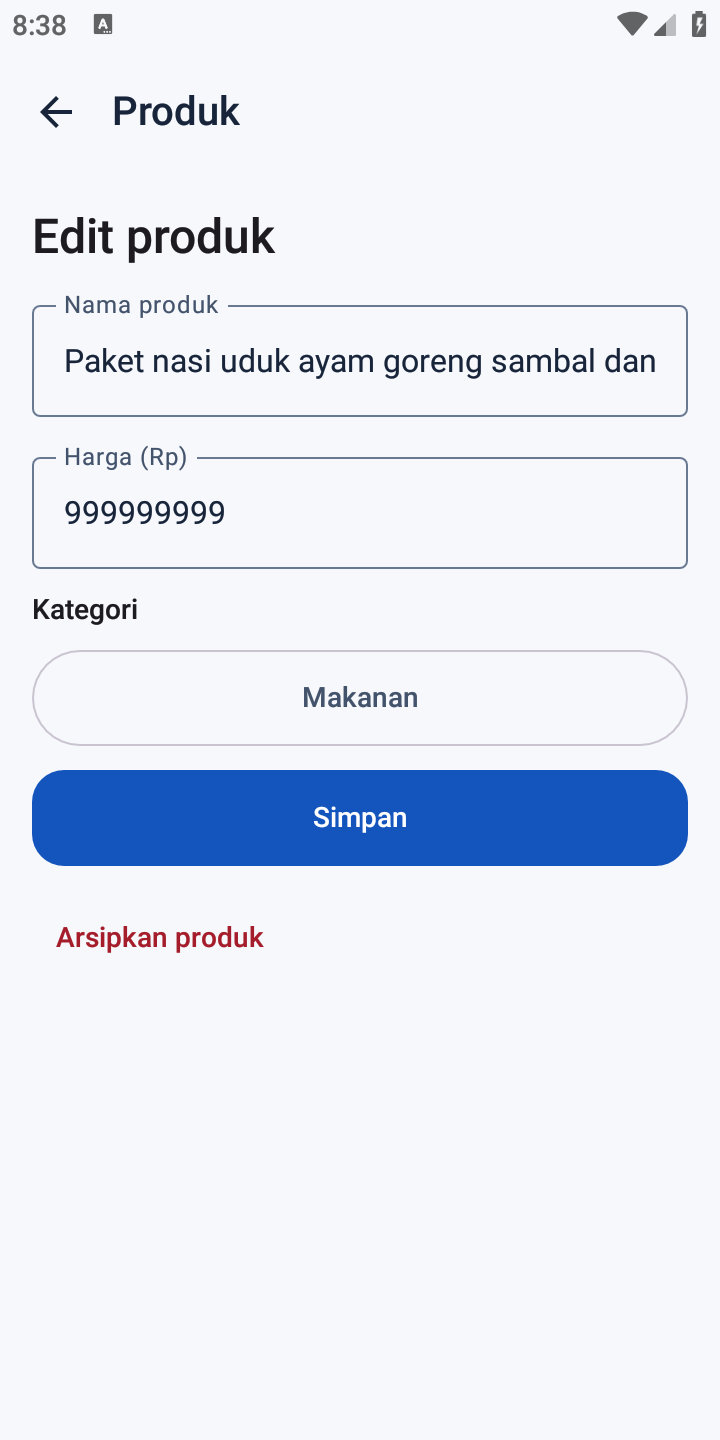 8:38
Produk
Edit produk
Nama produk
Paket nasi uduk ayam goreng sambal dan
Harga (Rp)
999999999
Kategori
Makanan
Simpan
Arsipkan produk